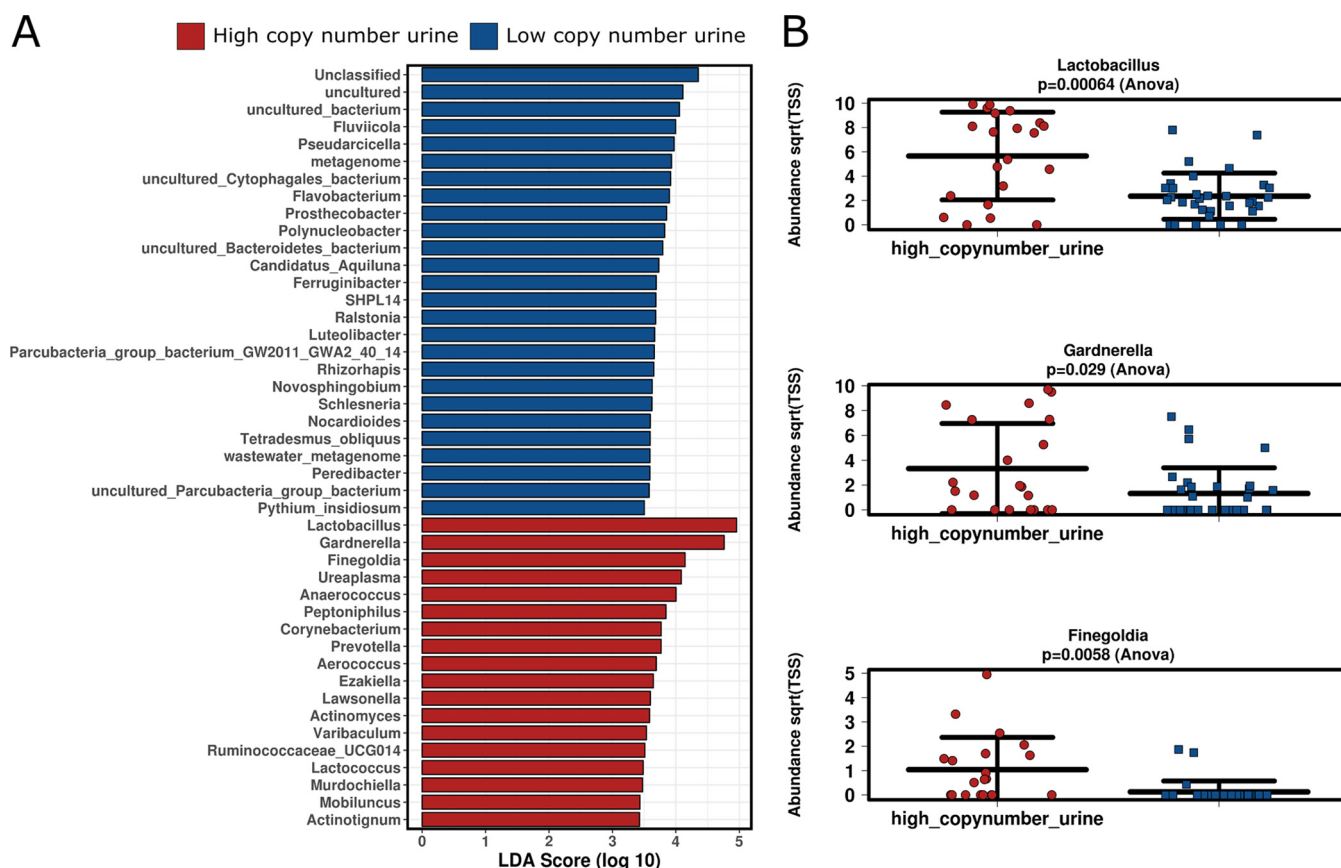 A
High copy number urine
Low copy number urine
Unclassified
uncultured
uncultured_bacterium
Fluviicola
Pseudarcicella
metagenome
uncultured_Cytophagales_bacterium
Flavobacterium
Prosthecobacter
Polynucleobacter
uncultured_Bacteroidetes_bacterium
Candidatus_Aquiluna
Ferruginibacter
SHPL14
Ralstonia
Luteolibacter
Parcubacteria_group_bacterium_GW2011_GWA2_40_14
Rhizorhapis
Novosphingobium
Schlesneria
Nocardioides
Tetradesmus_obliquus
wastewater_metagenome
Peredibacter
uncultured_Parcubacteria_group_bacterium
Pythium_insidiosum
Lactobacillus
Gardnerella
Finegoldia
Ureaplasma
Anaerococcus
Peptoniphilus
Corynebacterium
Prevotella
Aerococcus
Ezakiella
Lawsonella
Actinomyces
Varibaculum
Ruminococcaceae_UCG014
Lactococcus
Murdochiella
Mobiluncus
Actinotignum
0 1 2 3 4 5
LDA Score (log 10)
B
Lactobacillus
p=0.00064 (Anova)
Abundance sqrt(TSS)
10
8
6
4
2
0
high_copynumber_urine
Gardnerella
p=0.029 (Anova)
Abundance sqrt(TSS)
10
8
6
4
2
0
high_copynumber_urine
Finegoldia
p=0.0058 (Anova)
Abundance sqrt(TSS)
5
4
3
2
1
0
high_copynumber_urine